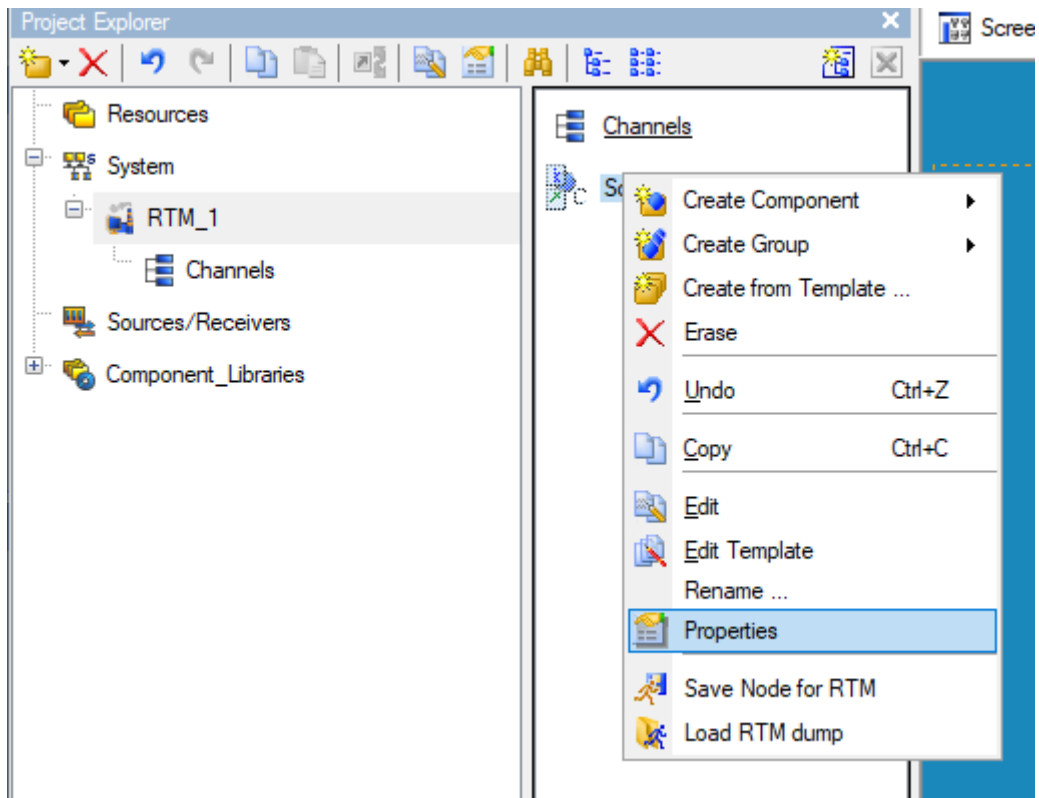 Project Explorer
Resources
System
RTM_1
Channels
Sources/Receivers
Component_Libraries
Channels
Create Component
Create Group
Create from Template ...
Erase
Undo Ctrl+Z
Copy Ctrl+C
Edit
Edit Template
Rename ...
Properties
Save Node for RTM
Load RTM dump
Scree